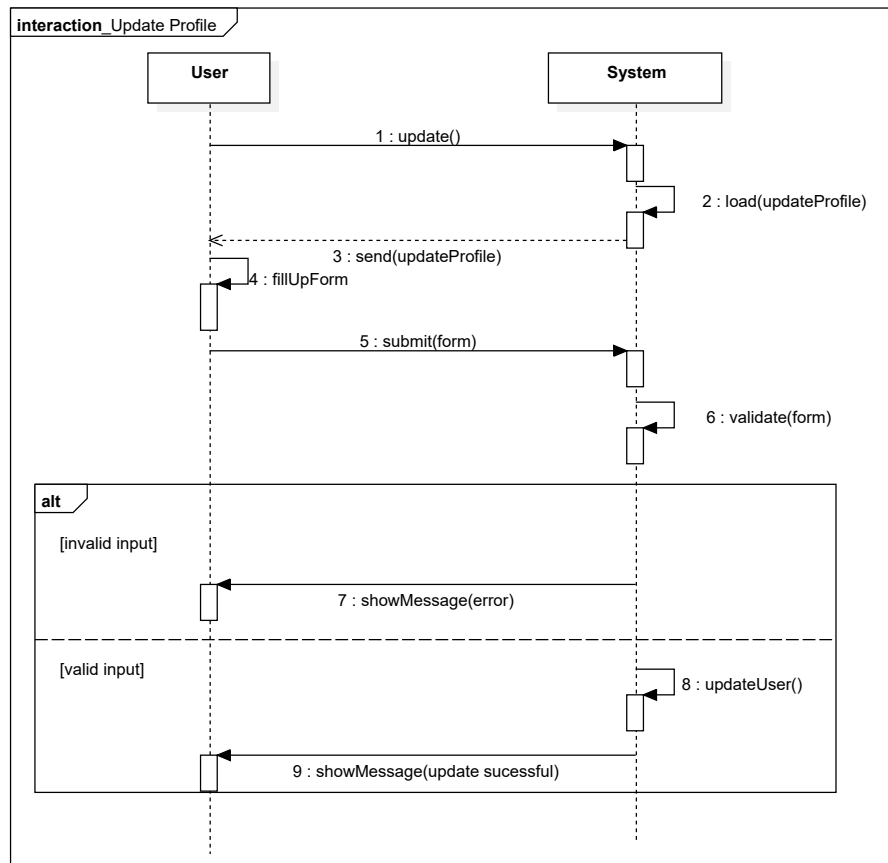 interaction_Update Profile
User
System
1 : update()
2 : load(updateProfile)
3 : send(updateProfile)
4 : fillUpForm
5 : submit(form)
6 : validate(form)
alt
[invalid input]
7 : showMessage(error)
[valid input]
8 : updateUser()
9 : showMessage(update sucessful)